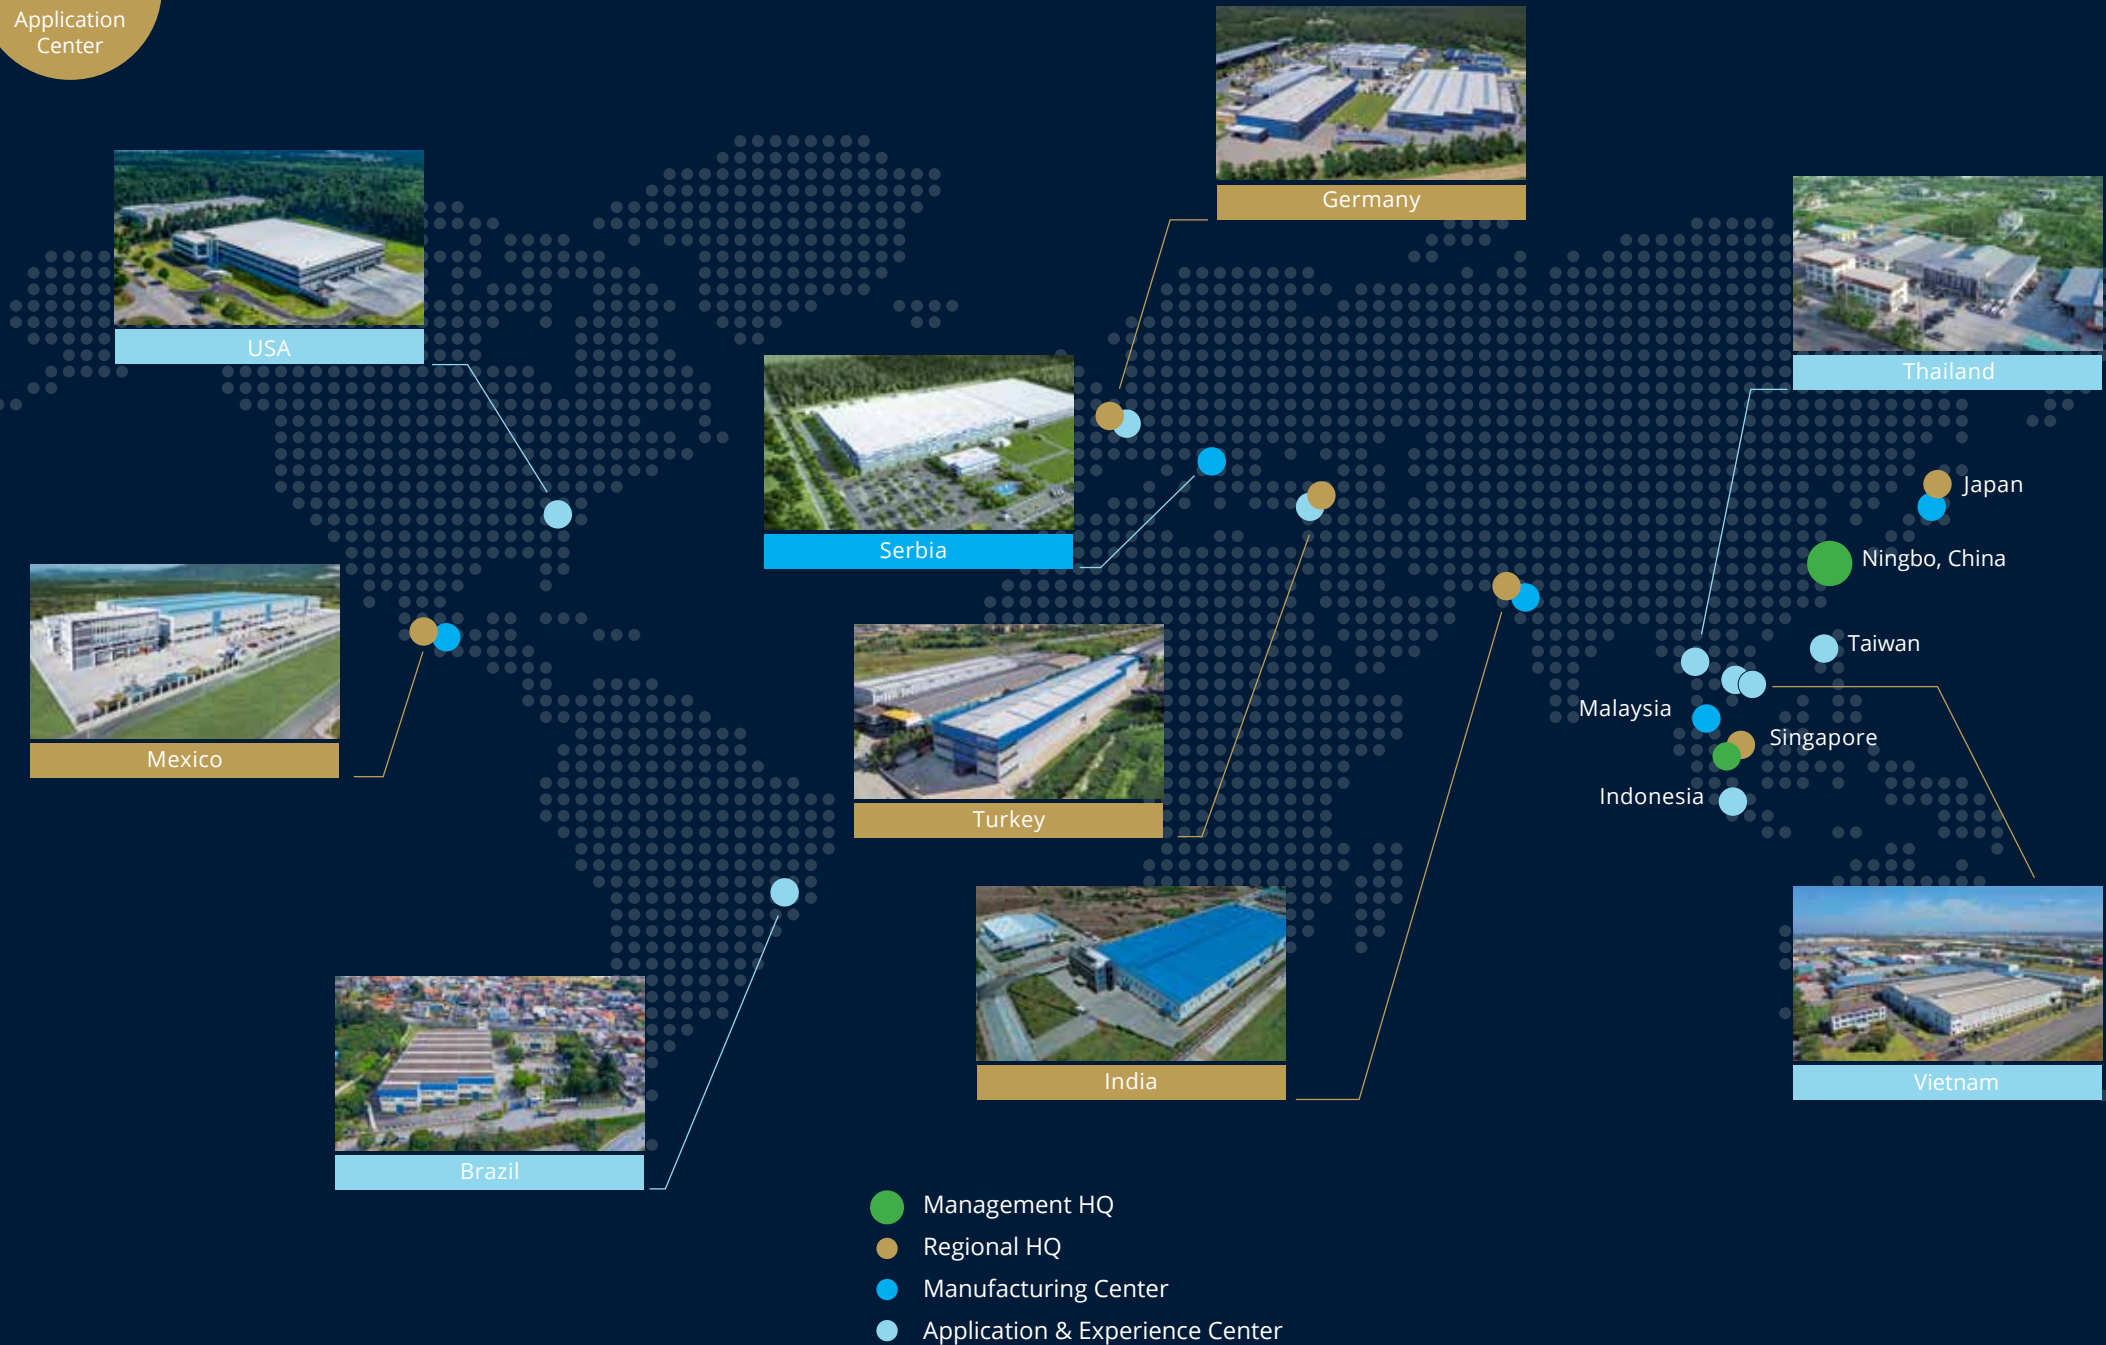 Application
Center
Germany
USA
Thailand
Serbia
Japan
Ningbo, China
Taiwan
Mexico
Malaysia
Singapore
Turkey
Indonesia
India
Vietnam
Brazil
Management HQ
Regional HQ
Manufacturing Center
Application & Experience Center